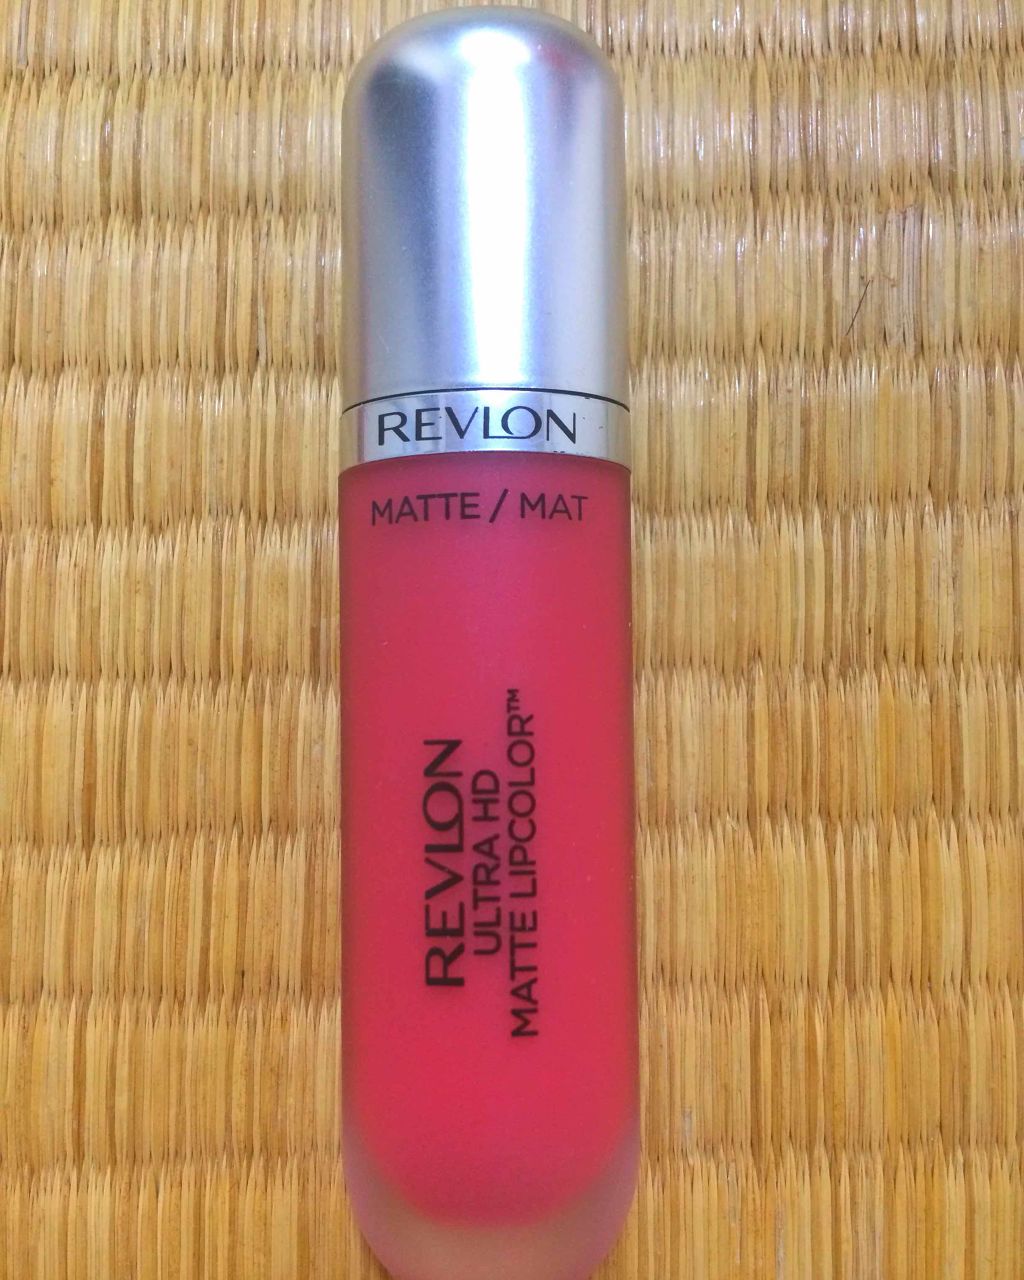 REVLON
MATTE / MAT
REVLON
ULTRA HD
MATTE LIPCOLOR™